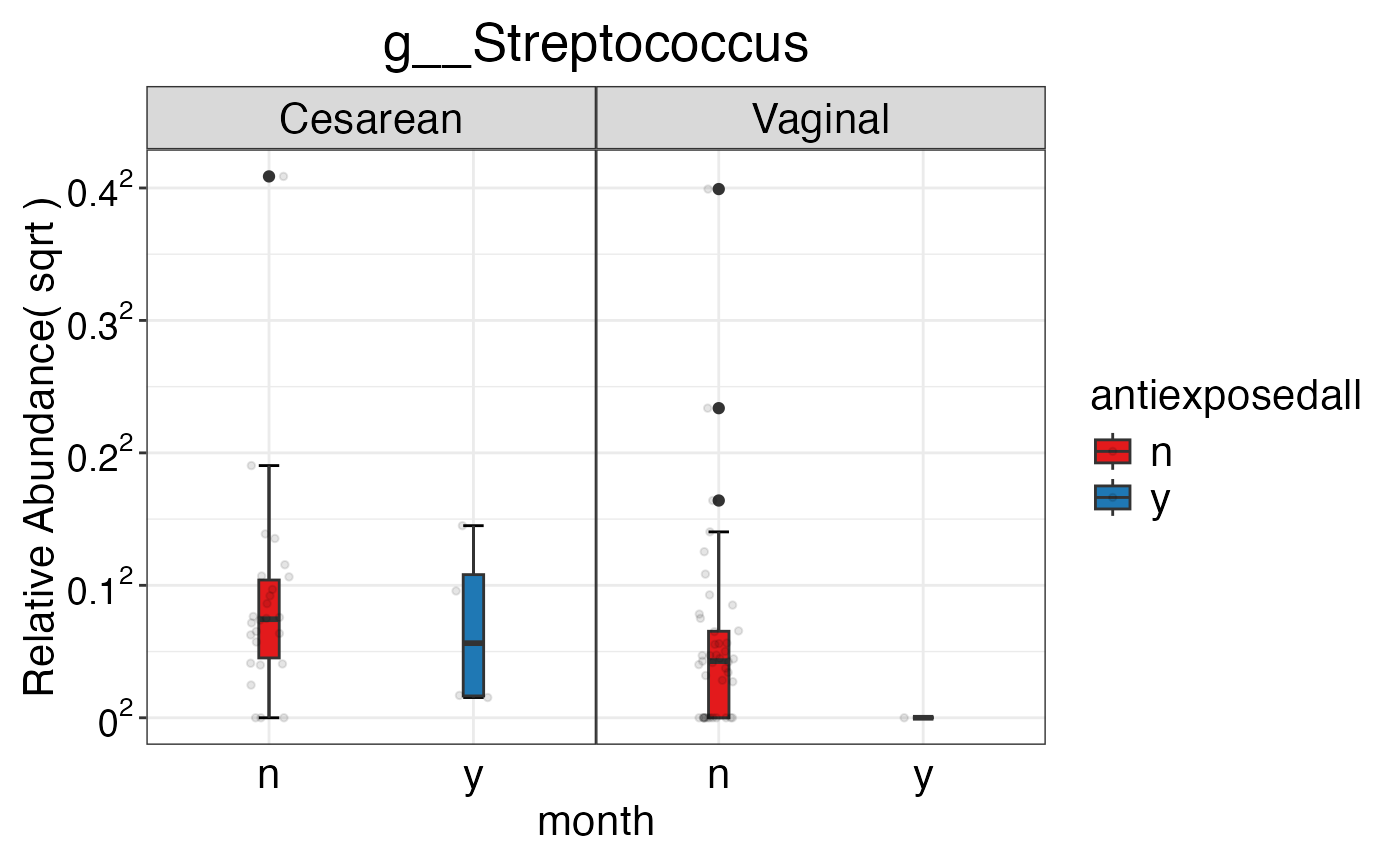 g__Streptococcus
Cesarean Vaginal
Relative Abundance( sqrt )
0.4²
0.3²
0.2²
0.1²
0²
n y n y
month
antiexposedall
n
y